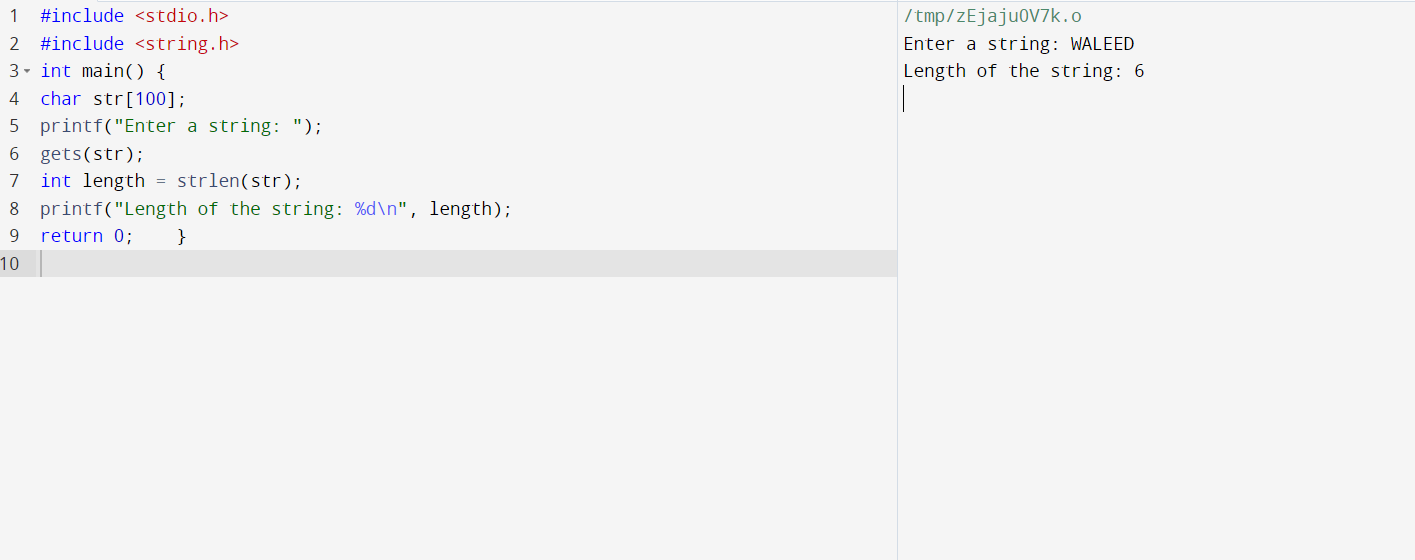 1 #include <stdio.h>
2 #include <string.h>
3 int main() {
4 char str[100];
5 printf("Enter a string: ");
6 gets(str);
7 int length = strlen(str);
8 printf("Length of the string: %d\n", length);
9 return 0;    }
10
/tmp/zEjaju0V7k.o
Enter a string: WALEED
Length of the string: 6